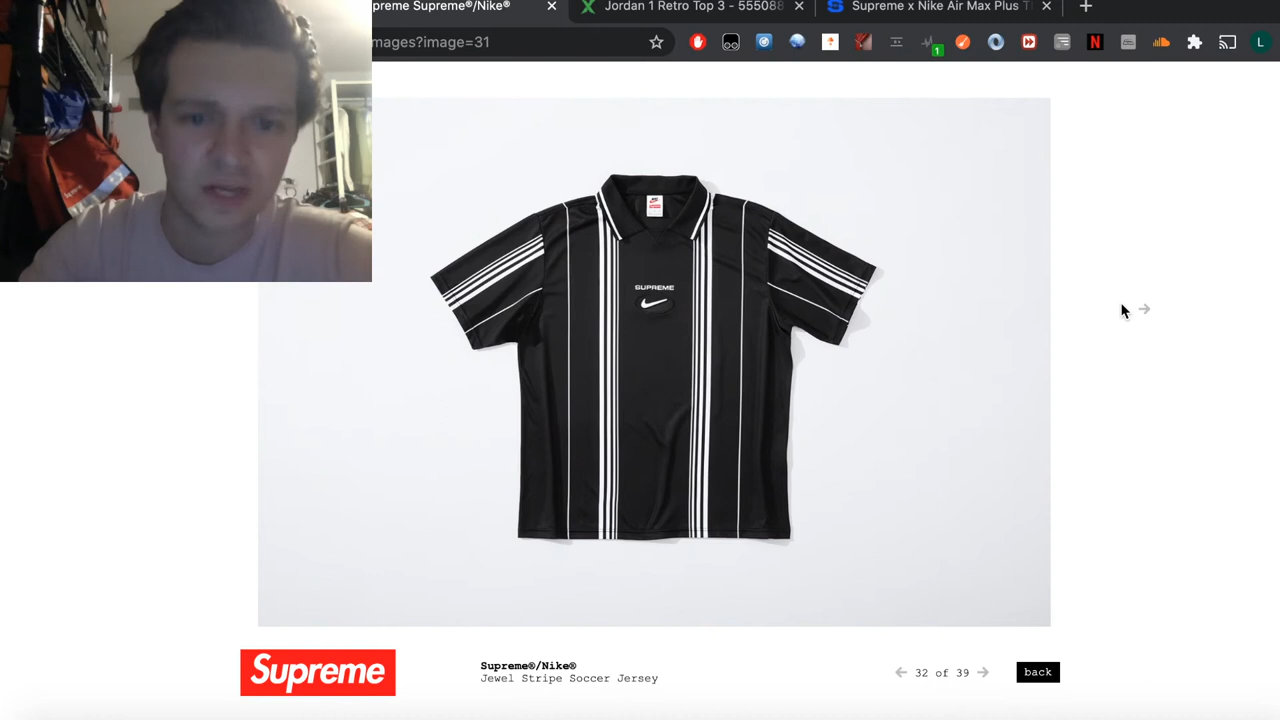 preme Supreme®/Nike®
Jordan 1 Retro Top 3 - 555088
Supreme x Nike Air Max Plus T
mages?image=31
1
N
L
SUPREME
Supreme
Supreme®/Nike®
Jewel Stripe Soccer Jersey
32 of 39
back